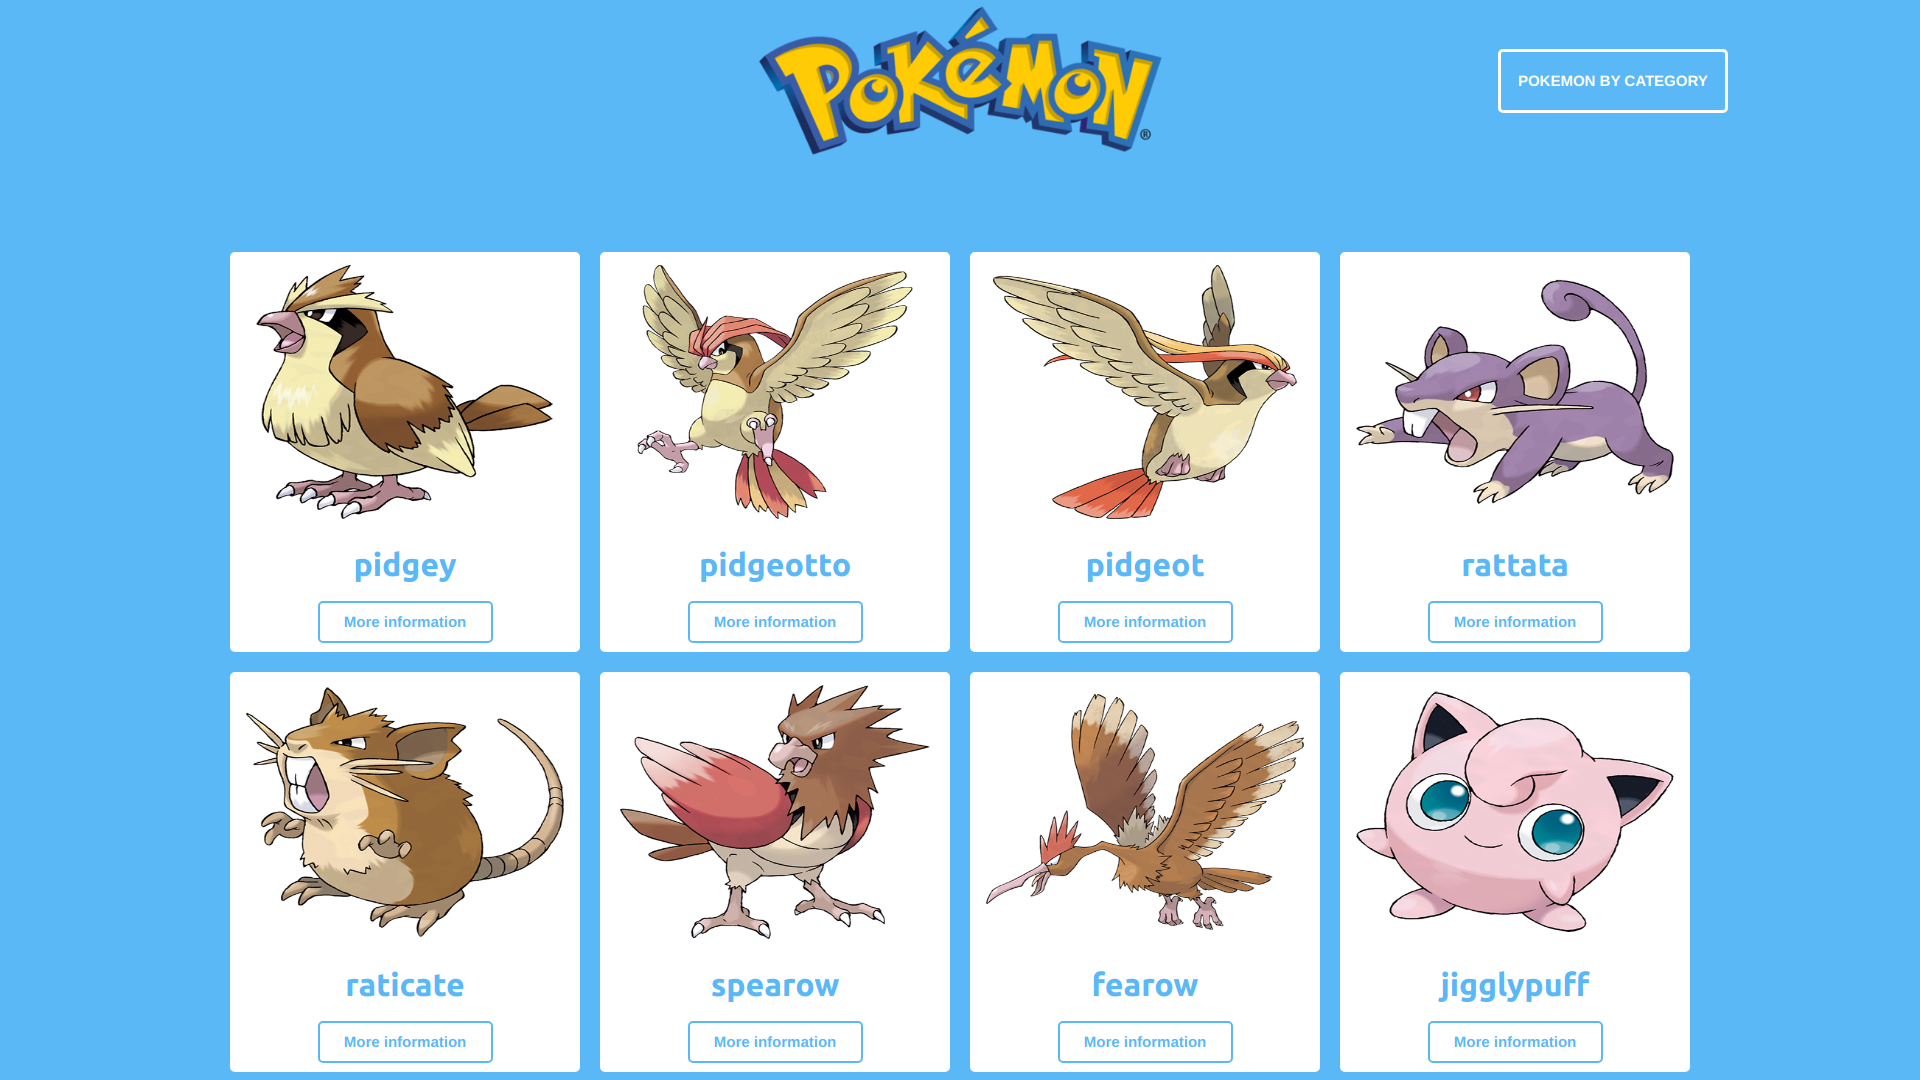 POKéMON ®
POKEMON BY CATEGORY
pidgey
pidgeotto
pidgeot
rattata
More information
More information
More information
More information
raticate
spearow
fearow
jigglypuff
More information
More information
More information
More information